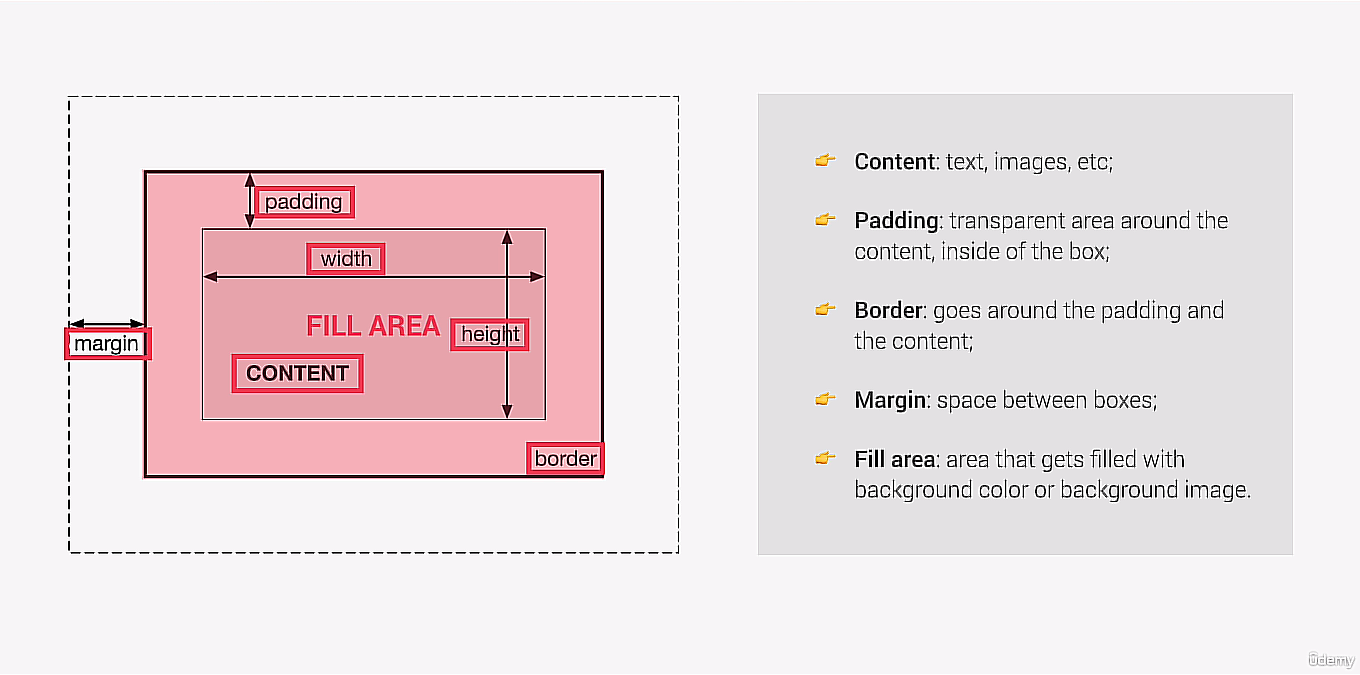 padding
width
FILL AREA
height
margin
CONTENT
border
Content: text, images, etc;
Padding: transparent area around the
content, inside of the box;
Border: goes around the padding and
the content;
Margin: space between boxes;
Fill area: area that gets filled with
background color or background image.
ûdemy